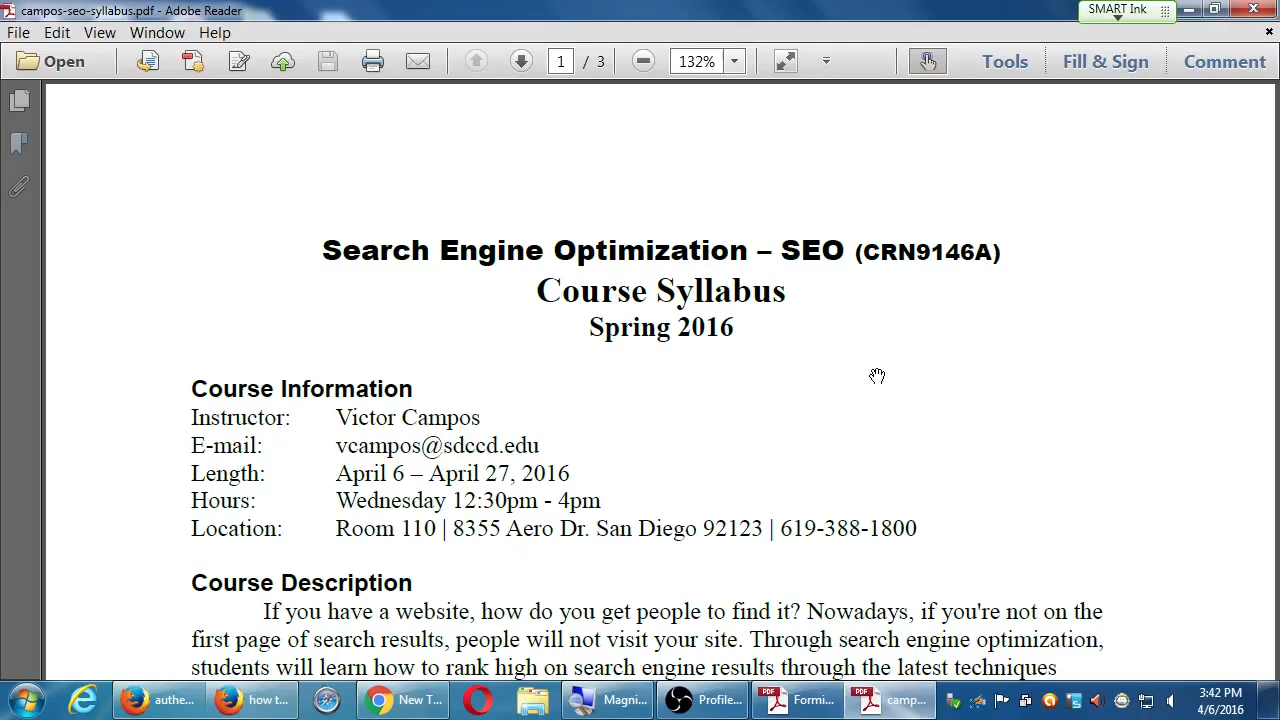 campos-seo-syllabus.pdf - Adobe Reader
SMART Ink
File Edit View Window Help
Open 1 / 3 132% Tools Fill & Sign Comment
Search Engine Optimization – SEO (CRN9146A)
Course Syllabus
Spring 2016
Course Information
Instructor: Victor Campos
E-mail: vcampos@sdccd.edu
Length: April 6 – April 27, 2016
Hours: Wednesday 12:30pm - 4pm
Location: Room 110 | 8355 Aero Dr. San Diego 92123 | 619-388-1800
Course Description
If you have a website, how do you get people to find it? Nowadays, if you're not on the
first page of search results, people will not visit your site. Through search engine optimization,
students will learn how to rank high on search engine results through the latest techniques
authe... how t... New T... Magni... Profile... PDF Formi... PDF camp... 3:42 PM
4/6/2016